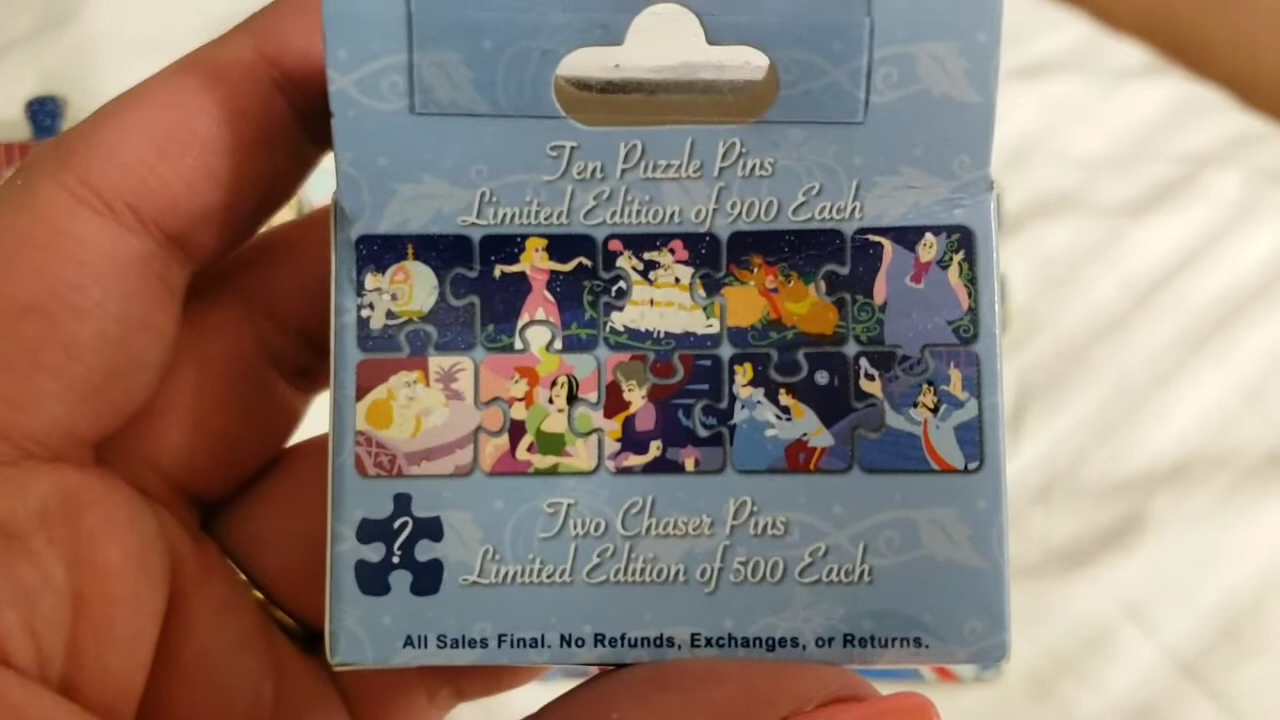 Ten Puzzle Pins
Limited Edition of 900 Each
?
Two Chaser Pins
Limited Edition of 500 Each
All Sales Final. No Refunds, Exchanges, or Returns.